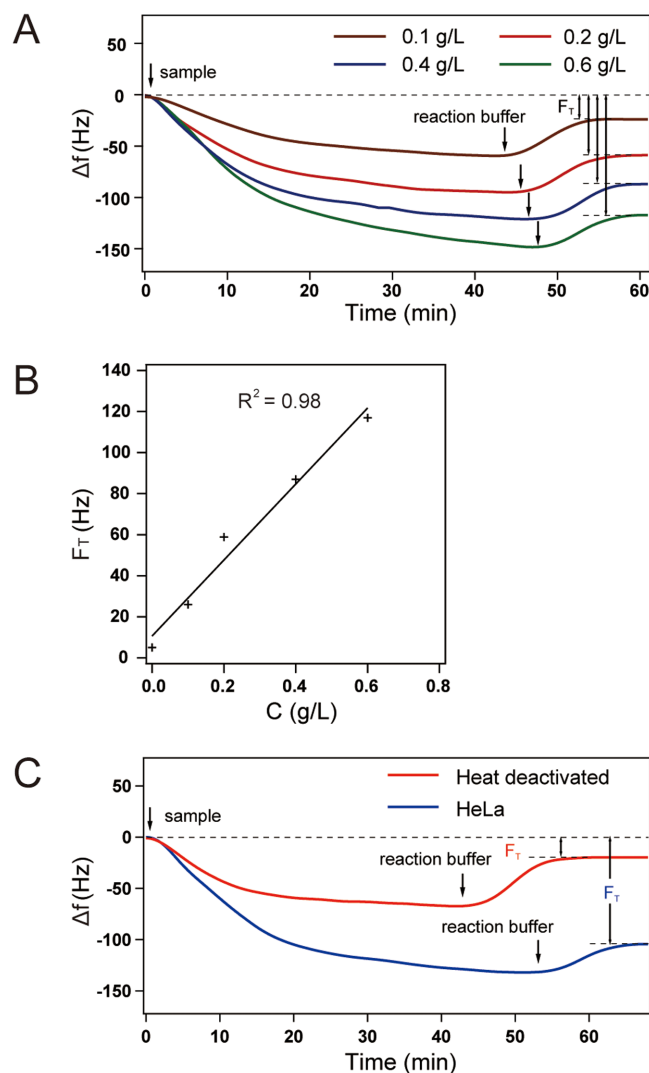 A
0.1 g/L 0.2 g/L
0.4 g/L 0.6 g/L
50
0
-50
-100
-150
Δf (Hz)
sample
reaction buffer
F_T
0 10 20 30 40 50 60
Time (min)
B
140
120
100
80
60
40
20
0
F_T (Hz)
R² = 0.98
0.0 0.2 0.4 0.6 0.8
C (g/L)
C
Heat deactivated
HeLa
50
0
-50
-100
-150
Δf (Hz)
sample
reaction buffer
F_T
reaction buffer
F_T
0 10 20 30 40 50 60
Time (min)